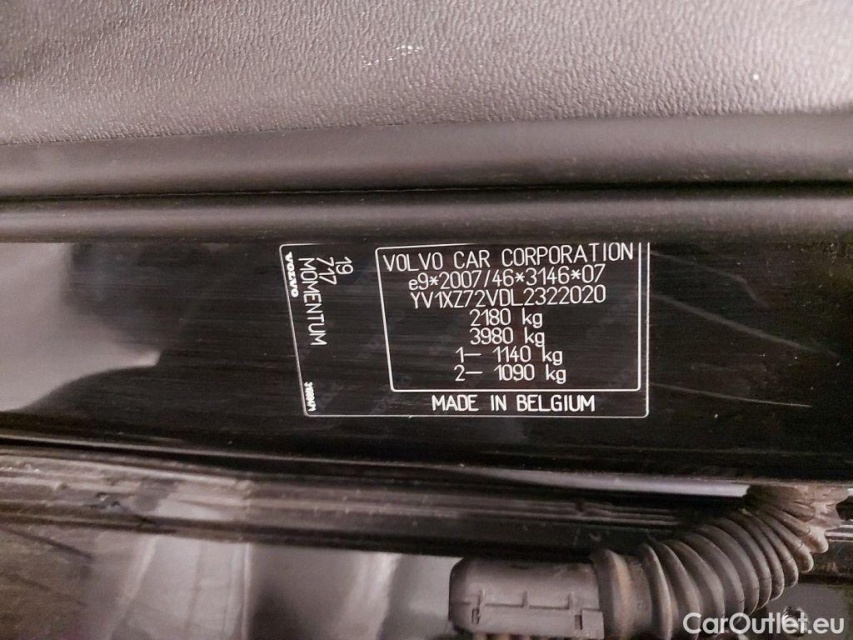 VOLVO CAR CORPORATION
e9*2007/46*3146*07
YV1XZ72VDL2322020
2180 kg
3980 kg
1- 1140 kg
2- 1090 kg
MADE IN BELGIUM
19
717
MOMENTUM
VOLVO
CarOutlet.eu